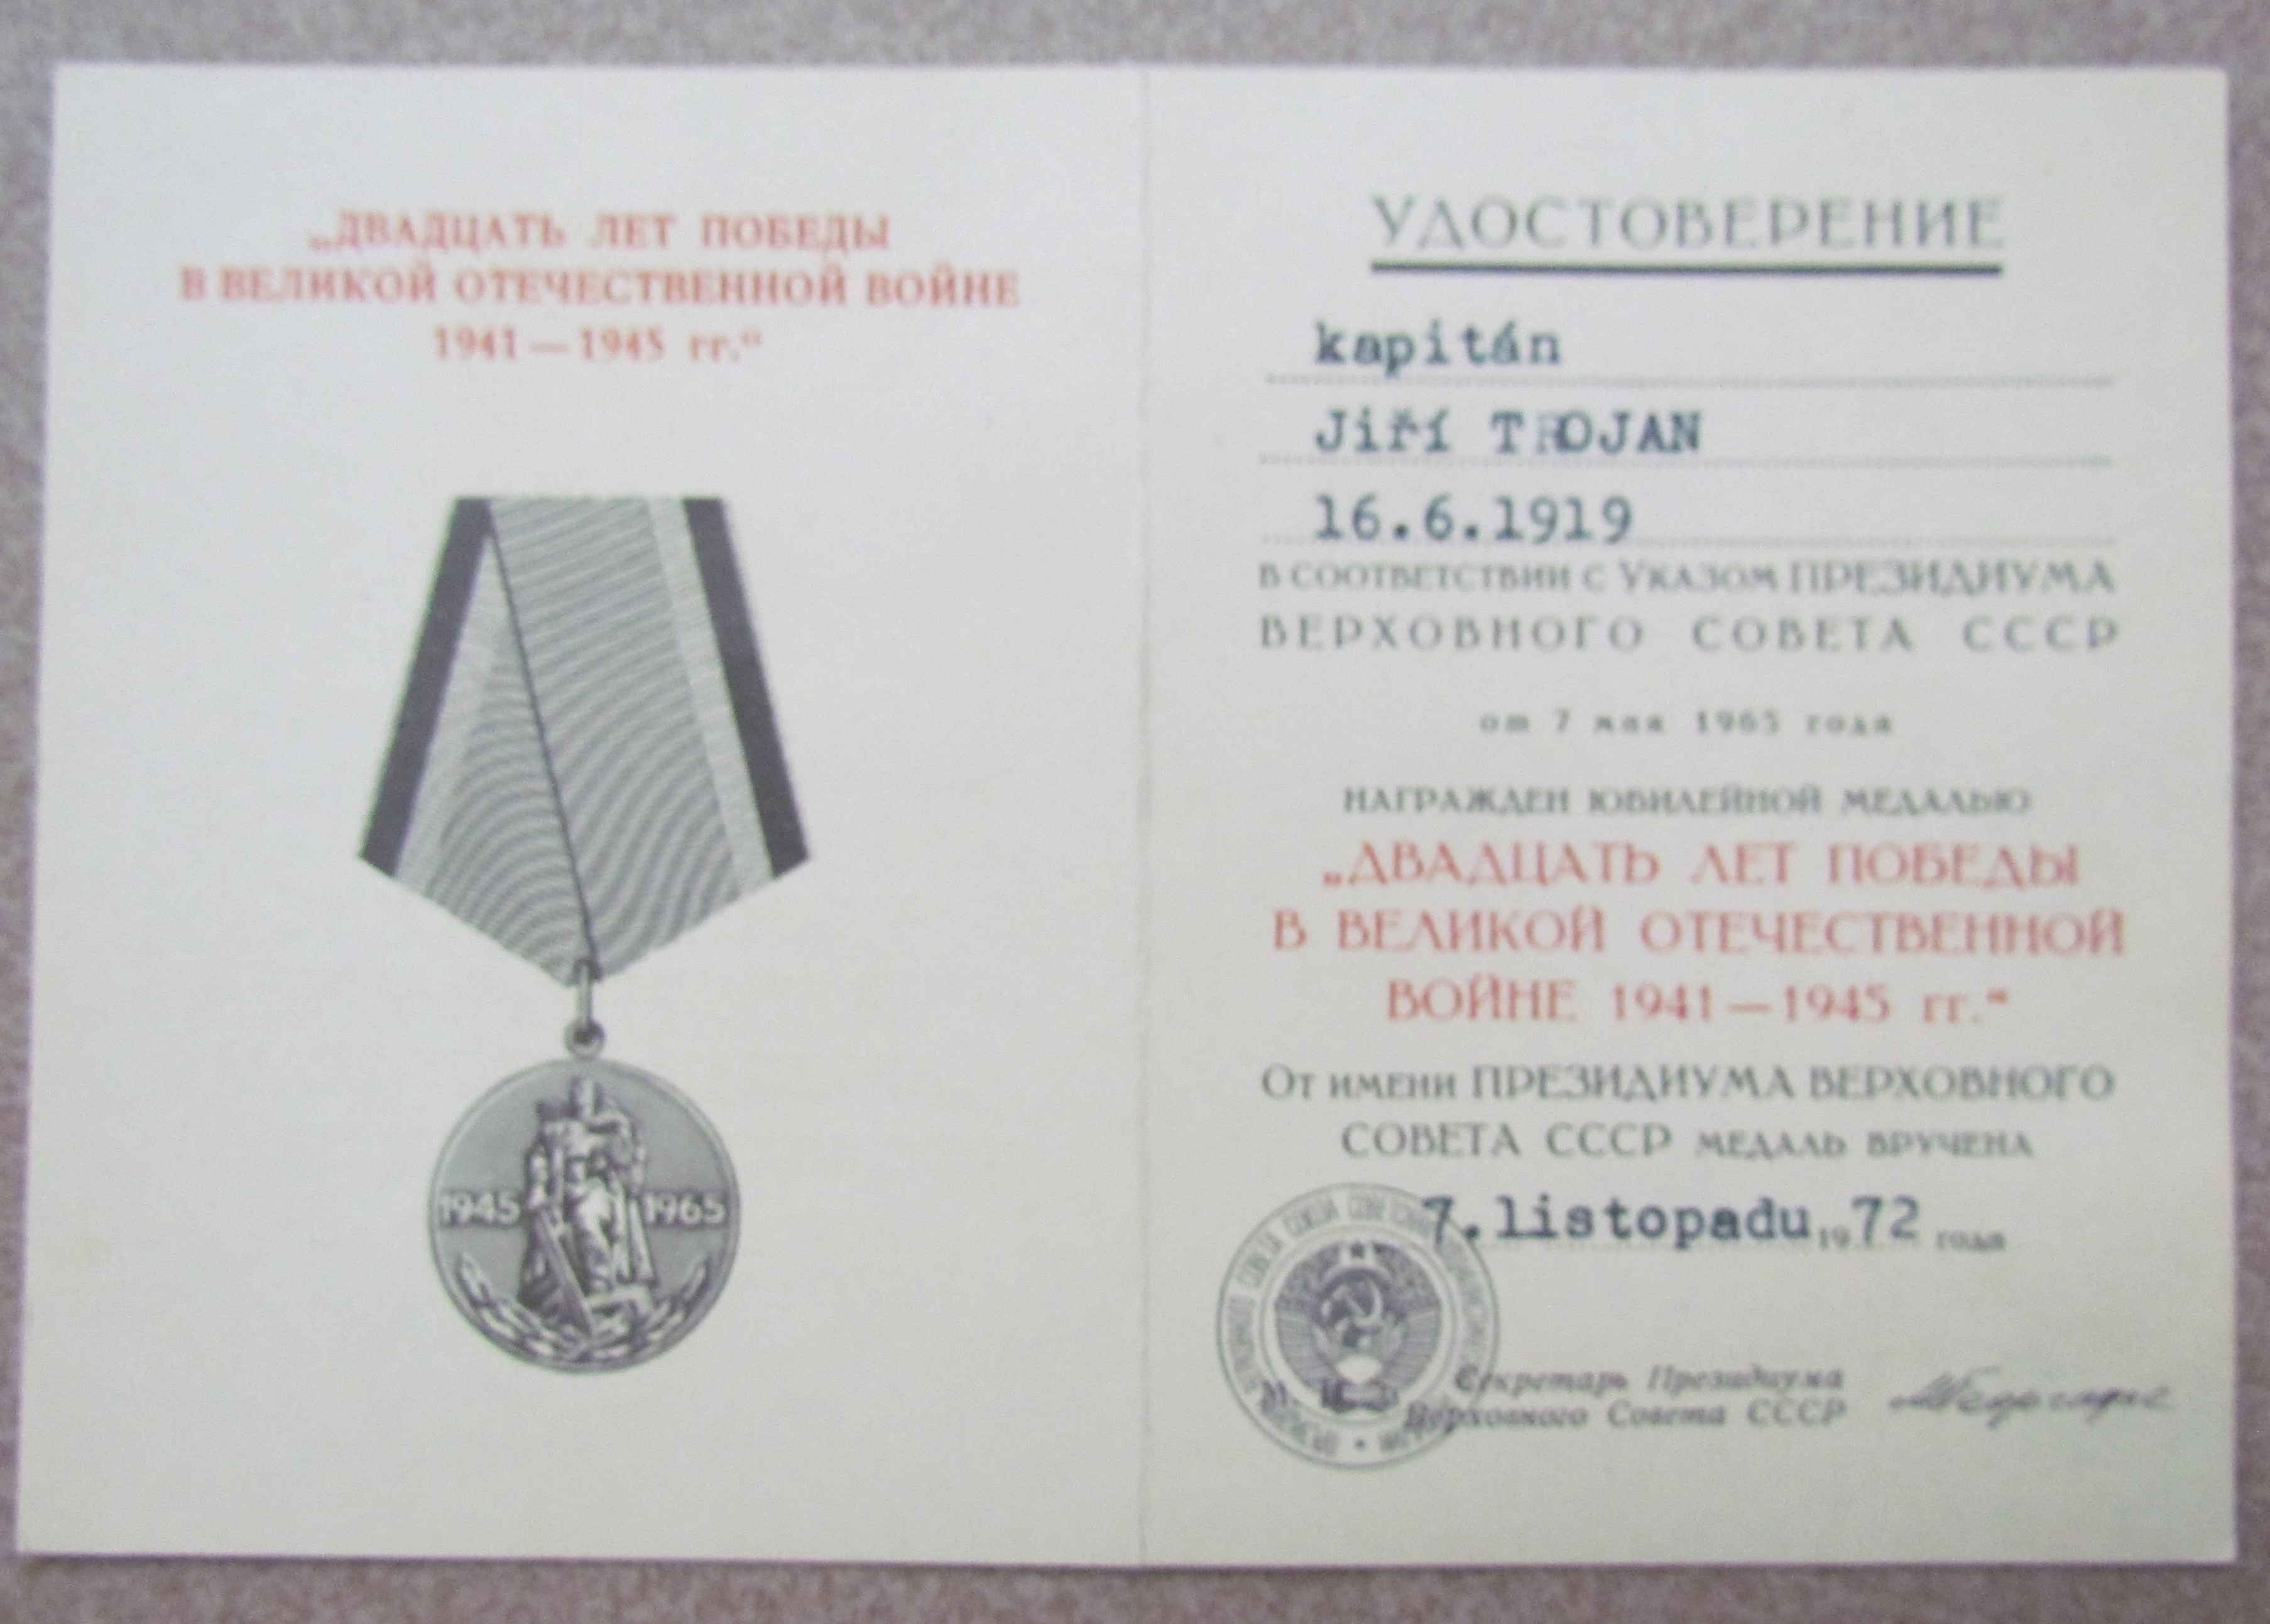 „ДВАДЦАТЬ ЛЕТ ПОБЕДЫ
В ВЕЛИКОЙ ОТЕЧЕСТВЕННОЙ ВОЙНЕ
1941—1945 гг.“
1945 1965
УДОСТОВЕРЕНИЕ
kapitán
Jiří TROJAN
16.6.1919
В СООТВЕТСТВИИ С УКАЗОМ ПРЕЗИДИУМА
ВЕРХОВНОГО СОВЕТА СССР
от 7 мая 1965 года
НАГРАЖДЕН ЮБИЛЕЙНОЙ МЕДАЛЬЮ
„ДВАДЦАТЬ ЛЕТ ПОБЕДЫ
В ВЕЛИКОЙ ОТЕЧЕСТВЕННОЙ
ВОЙНЕ 1941—1945 гг.“
ОТ ИМЕНИ ПРЕЗИДИУМА ВЕРХОВНОГО
СОВЕТА СССР МЕДАЛЬ ВРУЧЕНА
7.listopadu 1972 года
Секретарь Президиума
Верховного Совета СССР